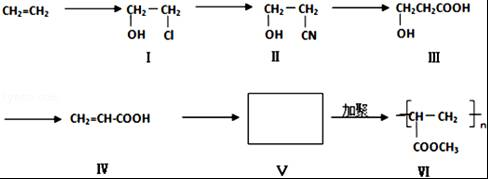 CH₂=CH₂ → CH₂—CH₂ → CH₂—CH₂ → CH₂CH₂COOH
OH Cl OH CN OH
I II III
→ CH₂=CH-COOH → 加聚 → -[CH—CH₂]-n
COOCH₃
IV V VI